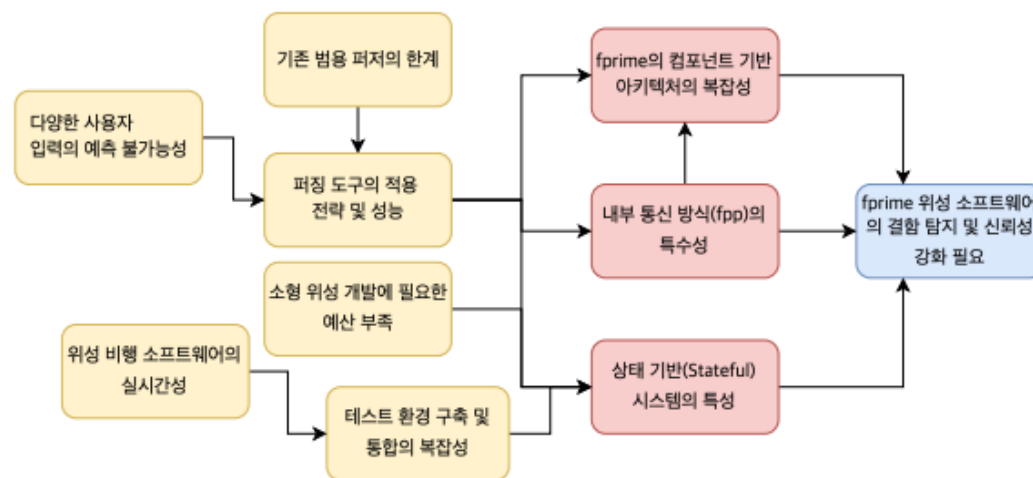 기존 범용 퍼저의 한계
fprime의 컴포넌트 기반
아키텍처의 복잡성
다양한 사용자
입력의 예측 불가능성
퍼징 도구의 적용
전략 및 성능
내부 통신 방식(fpp)의
특수성
fprime 위성 소프트웨어
의 결함 탐지 및 신뢰성
강화 필요
소형 위성 개발에 필요한
예산 부족
위성 비행 소프트웨어의
실시간성
상태 기반(Stateful)
시스템의 특성
테스트 환경 구축 및
통합의 복잡성